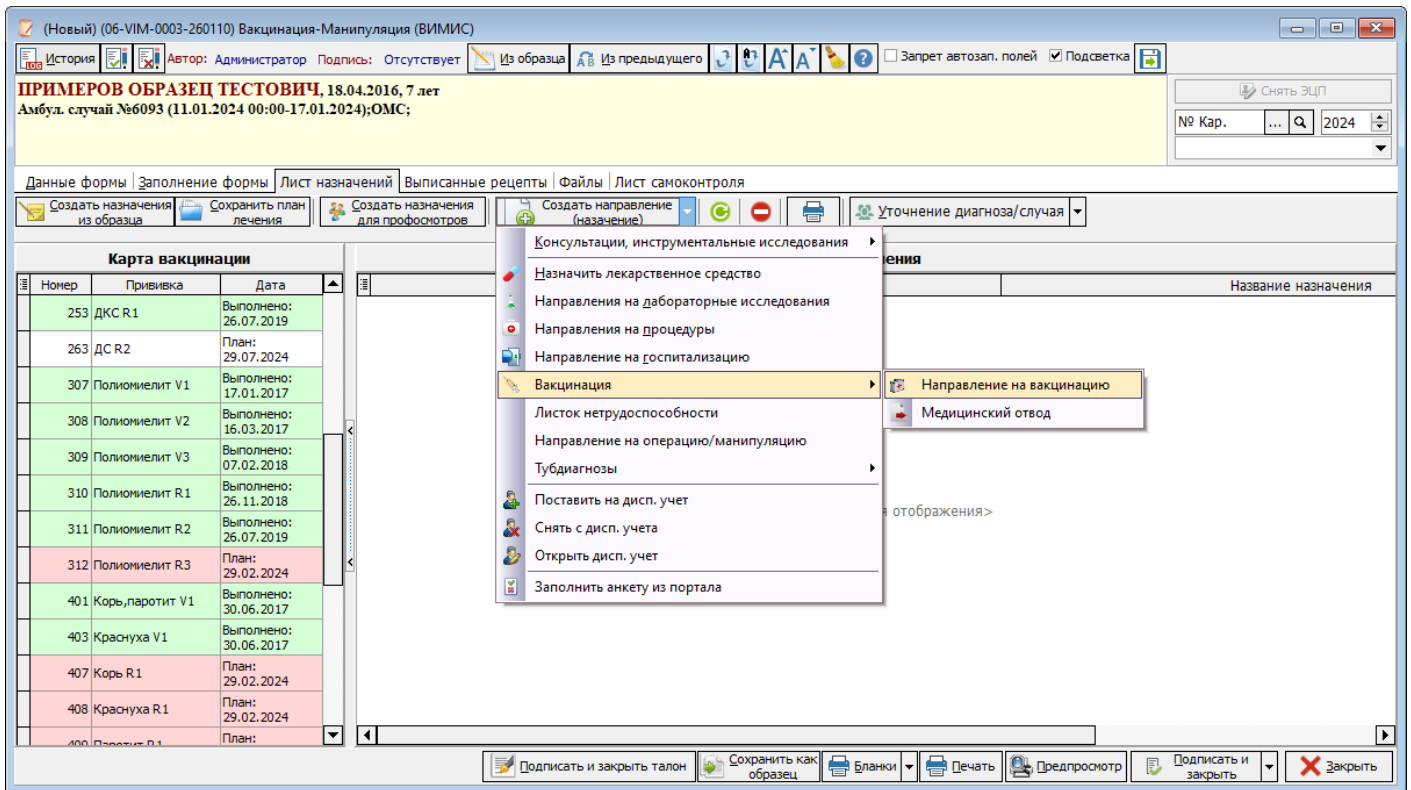 (Новый) (06-VIM-0003-260110) Вакцинация-Манипуляция (ВИМИС)
LOG История Автор: Администратор Подпись: Отсутствует Из образца Из предыдущего Запрет автозап. полей Подсветка
ПРИМЕРОВ ОБРАЗЕЦ ТЕСТОВИЧ, 18.04.2016, 7 лет
Амбул. случай №6093 (11.01.2024 00:00-17.01.2024);ОМС;
Снять ЭЦП
№ Кар. ... 2024
Данные формы Заполнение формы Лист назначений Выписанные рецепты Файлы Лист самоконтроля
Создать назначения из образца
Сохранить план лечения
Создать назначения для профосмотров
Создать направление (назачение)
Уточнение диагноза/случая
Карта вакцинации
ения
Номер Прививка Дата
Название назначения
253 ДКС R1 Выполнено: 26.07.2019
263 ДС R2 План: 29.07.2024
307 Полиомиелит V1 Выполнено: 17.01.2017
308 Полиомиелит V2 Выполнено: 16.03.2017
309 Полиомиелит V3 Выполнено: 07.02.2018
310 Полиомиелит R1 Выполнено: 26.11.2018
311 Полиомиелит R2 Выполнено: 26.07.2019
312 Полиомиелит R3 План: 29.02.2024
401 Корь,паротит V1 Выполнено: 30.06.2017
403 Краснуха V1 Выполнено: 30.06.2017
407 Корь R1 План: 29.02.2024
408 Краснуха R1 План: 29.02.2024
409 Паротит R1 План:
Консультации, инструментальные исследования
Назначить лекарственное средство
Направления на лабораторные исследования
Направления на процедуры
Направление на госпитализацию
Вакцинация
Листок нетрудоспособности
Направление на операцию/манипуляцию
Тубдиагнозы
Поставить на дисп. учет
Снять с дисп. учета
Открыть дисп. учет
Заполнить анкету из портала
Направление на вакцинацию
Медицинский отвод
отображения>
Подписать и закрыть талон
Сохранить как образец
Бланки
Печать
Предпросмотр
Подписать и закрыть
Закрыть